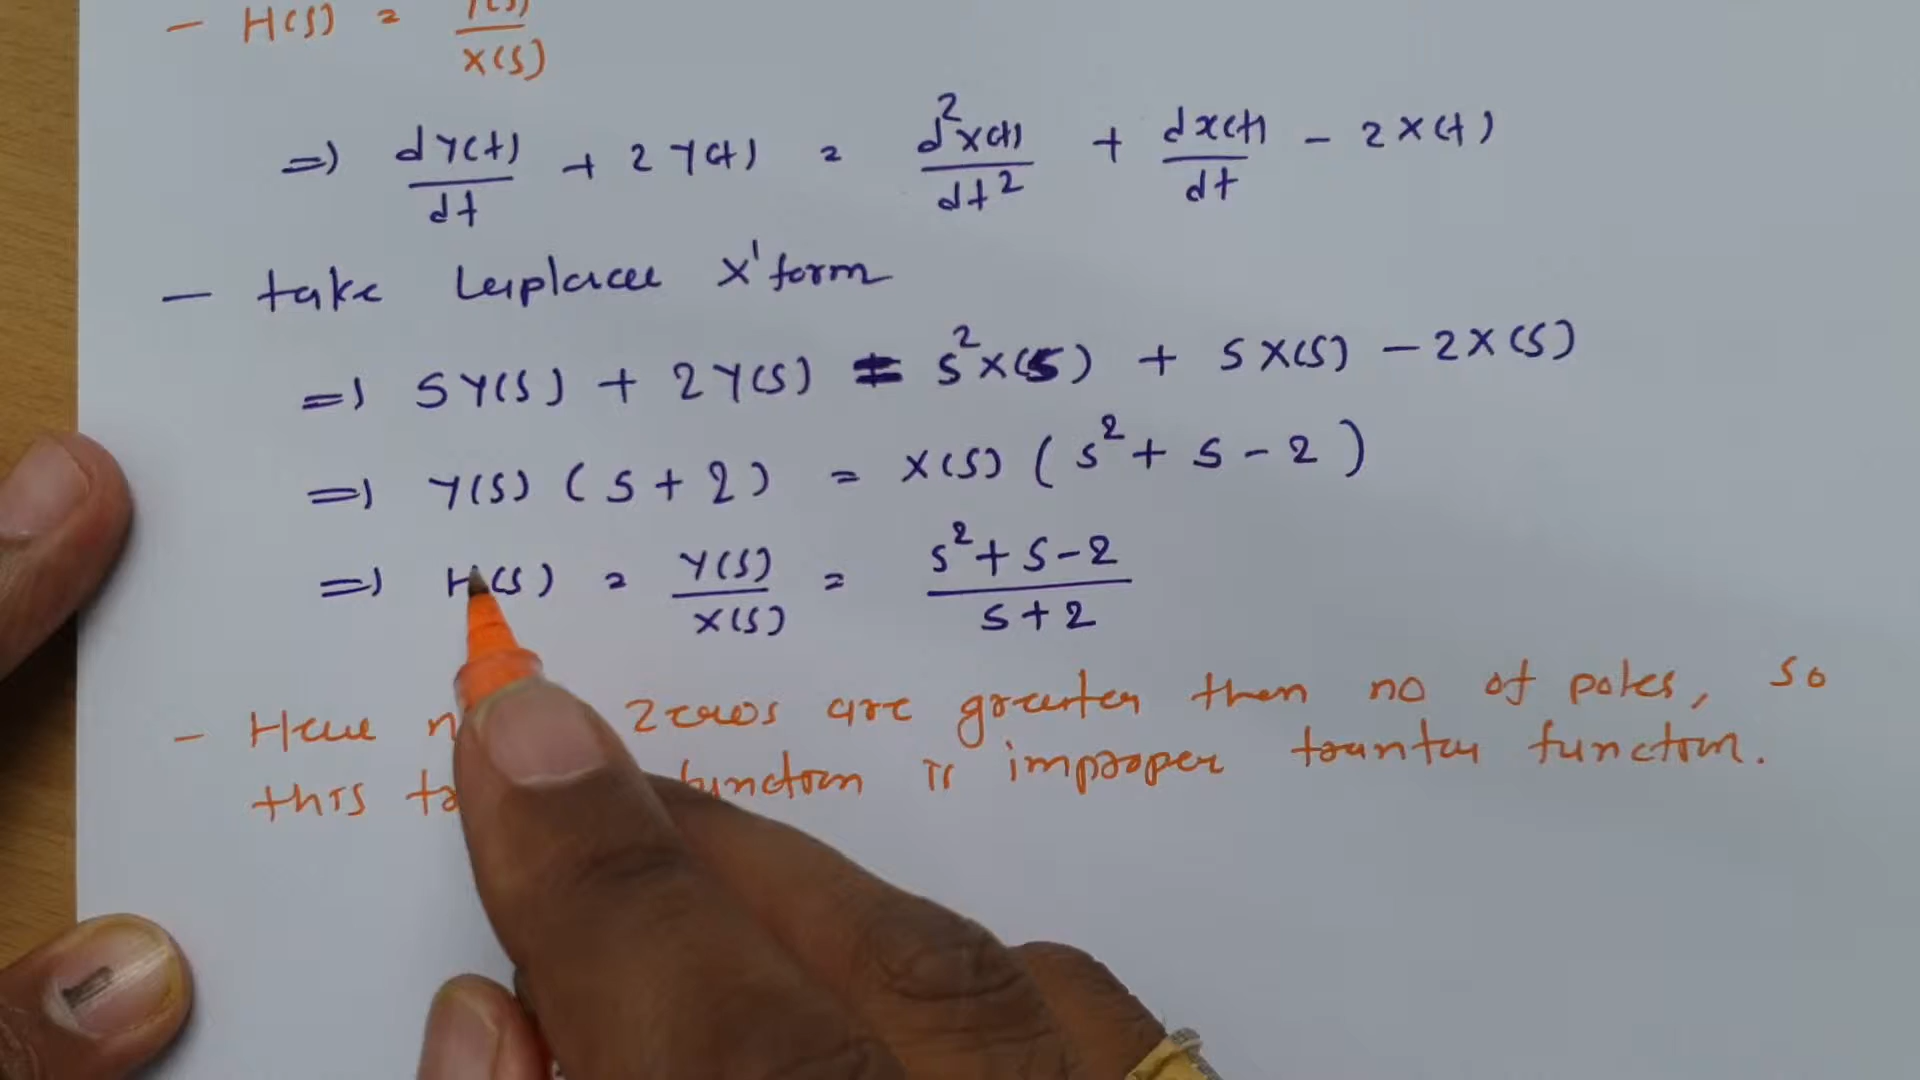 - H(s) = Y(s)/X(s)
=> dy(t)/dt + 2y(t) = d²x(t)/dt² + dx(t)/dt - 2x(t)
- take Laplace X'form
=> sY(s) + 2Y(s) = s²X(s) + sX(s) - 2X(s)
=> Y(s) (s + 2) = X(s) (s² + s - 2)
=> H(s) = Y(s)/X(s) = s² + s - 2 / s + 2
- Here zeros are greater then no of poles, so
this function is improper transfer function.